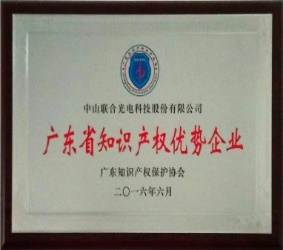 中山联合光电科技股份有限公司
广东省知识产权优势企业
广东知识产权保护协会
二〇一六年六月